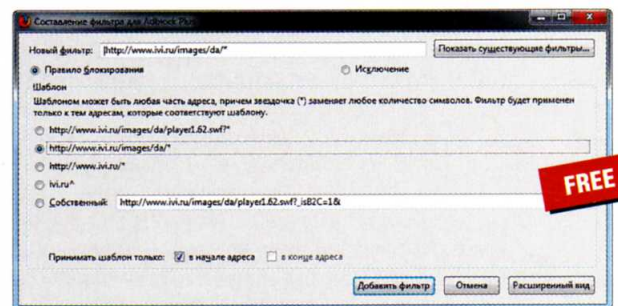 Составление фильтра для Adblock Plus
Новый фильтр: |http://www.ivi.ru/images/da/* Показать существующие фильтры...
Правило блокирования Исключение
Шаблон
Шаблоном может быть любая часть адреса, причем звездочка (*) заменяет любое количество символов. Фильтр будет применен
только к тем адресам, которые соответствуют шаблону.
http://www.ivi.ru/images/da/player1.62.swf?*
http://www.ivi.ru/images/da/*
http://www.ivi.ru/*
ivi.ru^
Собственный: http://www.ivi.ru/images/da/player1.62.swf?_isB2C=1&
FREE
Принимать шаблон только: в начале адреса в конце адреса
Добавить фильтр Отмена Расширенный вид